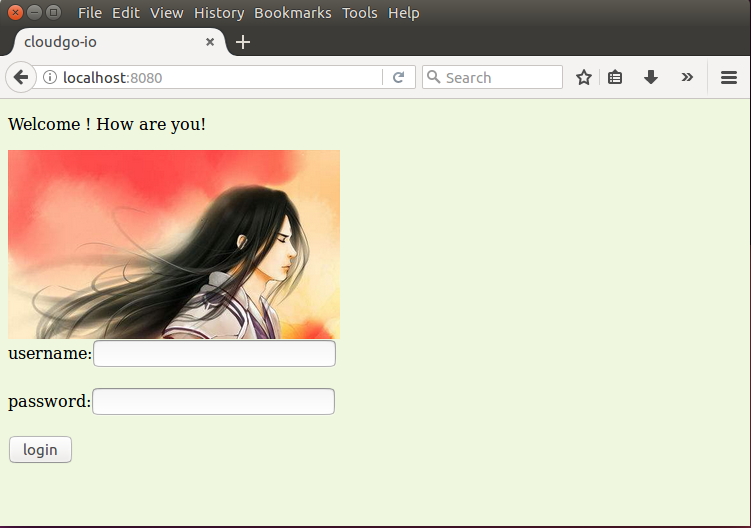 File Edit View History Bookmarks Tools Help
cloudgo-io
localhost:8080
Search
Welcome ! How are you!
username:
password:
login